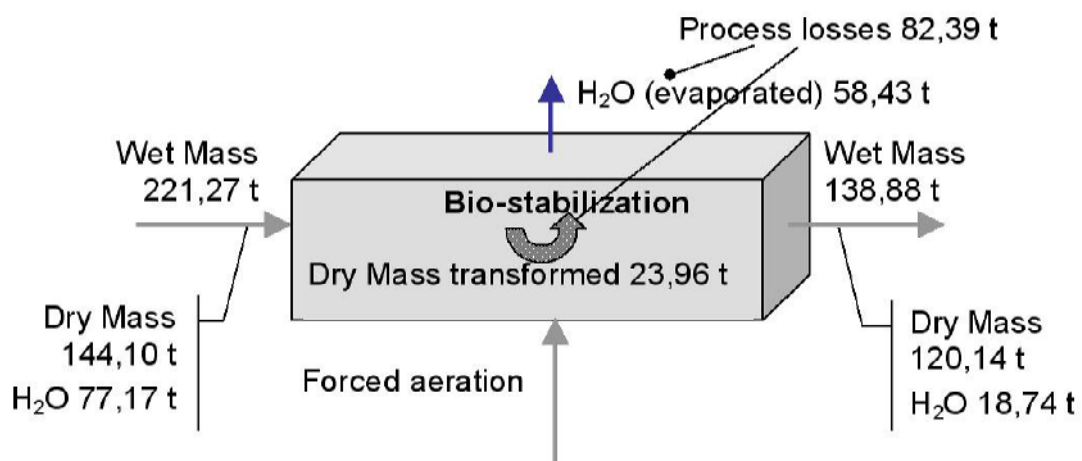 Process losses 82,39 t
H₂O (evaporated) 58,43 t
Wet Mass
221,27 t
Wet Mass
138,88 t
Bio-stabilization
Dry Mass transformed 23,96 t
Dry Mass
144,10 t
H₂O 77,17 t
Forced aeration
Dry Mass
120,14 t
H₂O 18,74 t